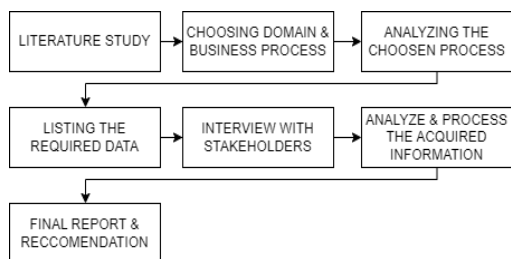 LITERATURE STUDY
CHOOSING DOMAIN &
BUSINESS PROCESS
ANALYZING THE
CHOOSEN PROCESS
LISTING THE
REQUIRED DATA
INTERVIEW WITH
STAKEHOLDERS
ANALYZE & PROCESS
THE ACQUIRED
INFORMATION
FINAL REPORT &
RECCOMENDATION